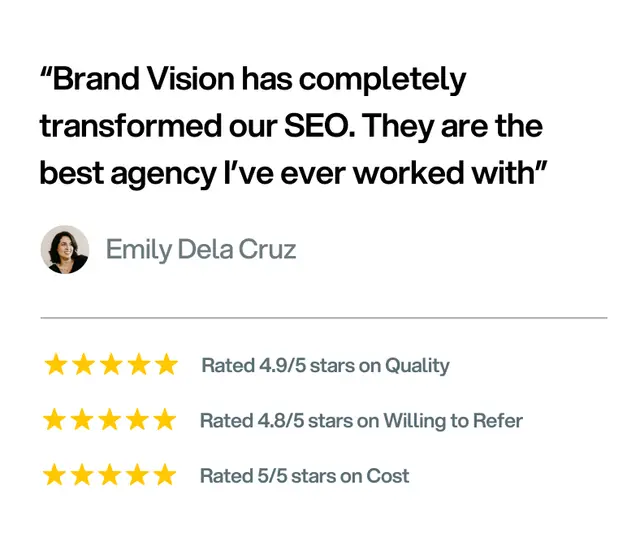 “Brand Vision has completely
transformed our SEO. They are the
best agency I’ve ever worked with”
Emily Dela Cruz
Rated 4.9/5 stars on Quality
Rated 4.8/5 stars on Willing to Refer
Rated 5/5 stars on Cost